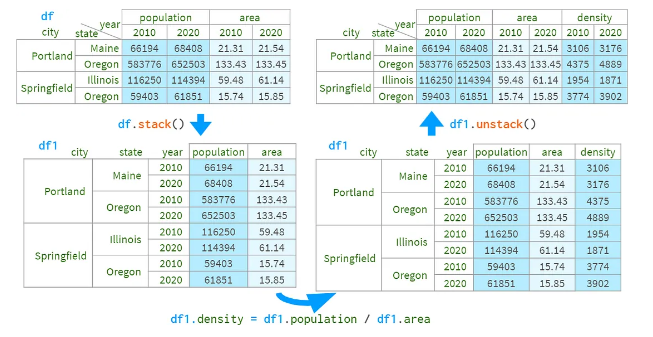 df year population area
city state 2010 2020 2010 2020
Portland Maine 66194 68408 21.31 21.54
Oregon 583776 652503 133.43 133.45
Springfield Illinois 116250 114394 59.48 61.14
Oregon 59403 61851 15.74 15.85
year population area density
city state 2010 2020 2010 2020 2010 2020
Portland Maine 66194 68408 21.31 21.54 3106 3176
Oregon 583776 652503 133.43 133.45 4375 4889
Springfield Illinois 116250 114394 59.48 61.14 1954 1871
Oregon 59403 61851 15.74 15.85 3774 3902
df.stack()
df1.unstack()
df1 city state year population area
Portland Maine 2010 66194 21.31
2020 68408 21.54
Oregon 2010 583776 133.43
2020 652503 133.45
Springfield Illinois 2010 116250 59.48
2020 114394 61.14
Oregon 2010 59403 15.74
2020 61851 15.85
df1 city state year population area density
Portland Maine 2010 66194 21.31 3106
2020 68408 21.54 3176
Oregon 2010 583776 133.43 4375
2020 652503 133.45 4889
Springfield Illinois 2010 116250 59.48 1954
2020 114394 61.14 1871
Oregon 2010 59403 15.74 3774
2020 61851 15.85 3902
df1.density = df1.population / df1.area